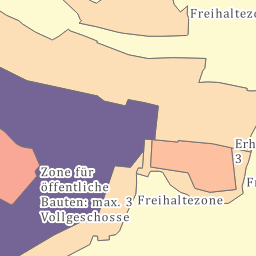 Freihaltezone
Erh
3
Zone für
öffentliche
Bauten: max. 3
Vollgeschosse
Freihaltezone
F